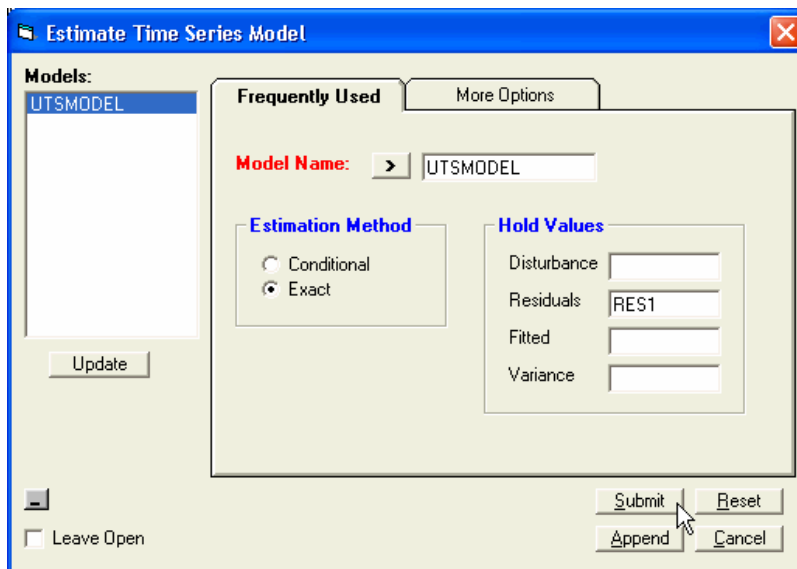 Estimate Time Series Model
Models:
UTSMODEL
Update
Frequently Used
More Options
Model Name:
>
UTSMODEL
Estimation Method
Conditional
Exact
Hold Values
Disturbance
Residuals
RES1
Fitted
Variance
Leave Open
Submit
Reset
Append
Cancel